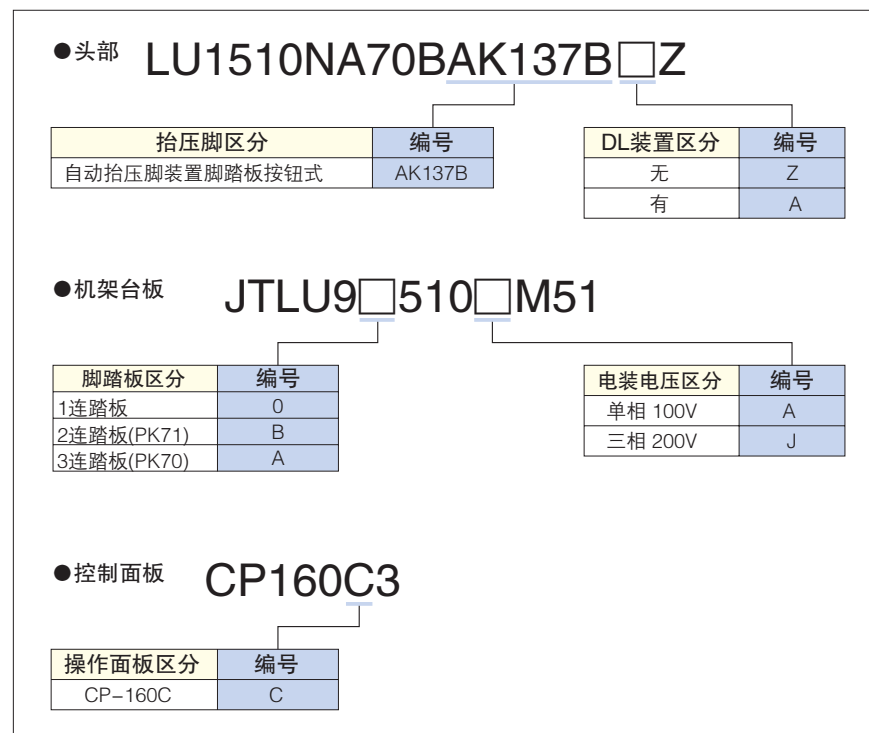 ●头部 LU1510NA70BAK137B□Z
抬压脚区分 编号
自动抬压脚装置脚踏板按钮式 AK137B
DL装置区分 编号
无 Z
有 A
●机架台板 JTLU9□510□M51
脚踏板区分 编号
1连踏板 0
2连踏板(PK71) B
3连踏板(PK70) A
电装电压区分 编号
单相 100V A
三相 200V J
●控制面板 CP160C3
操作面板区分 编号
CP-160C C